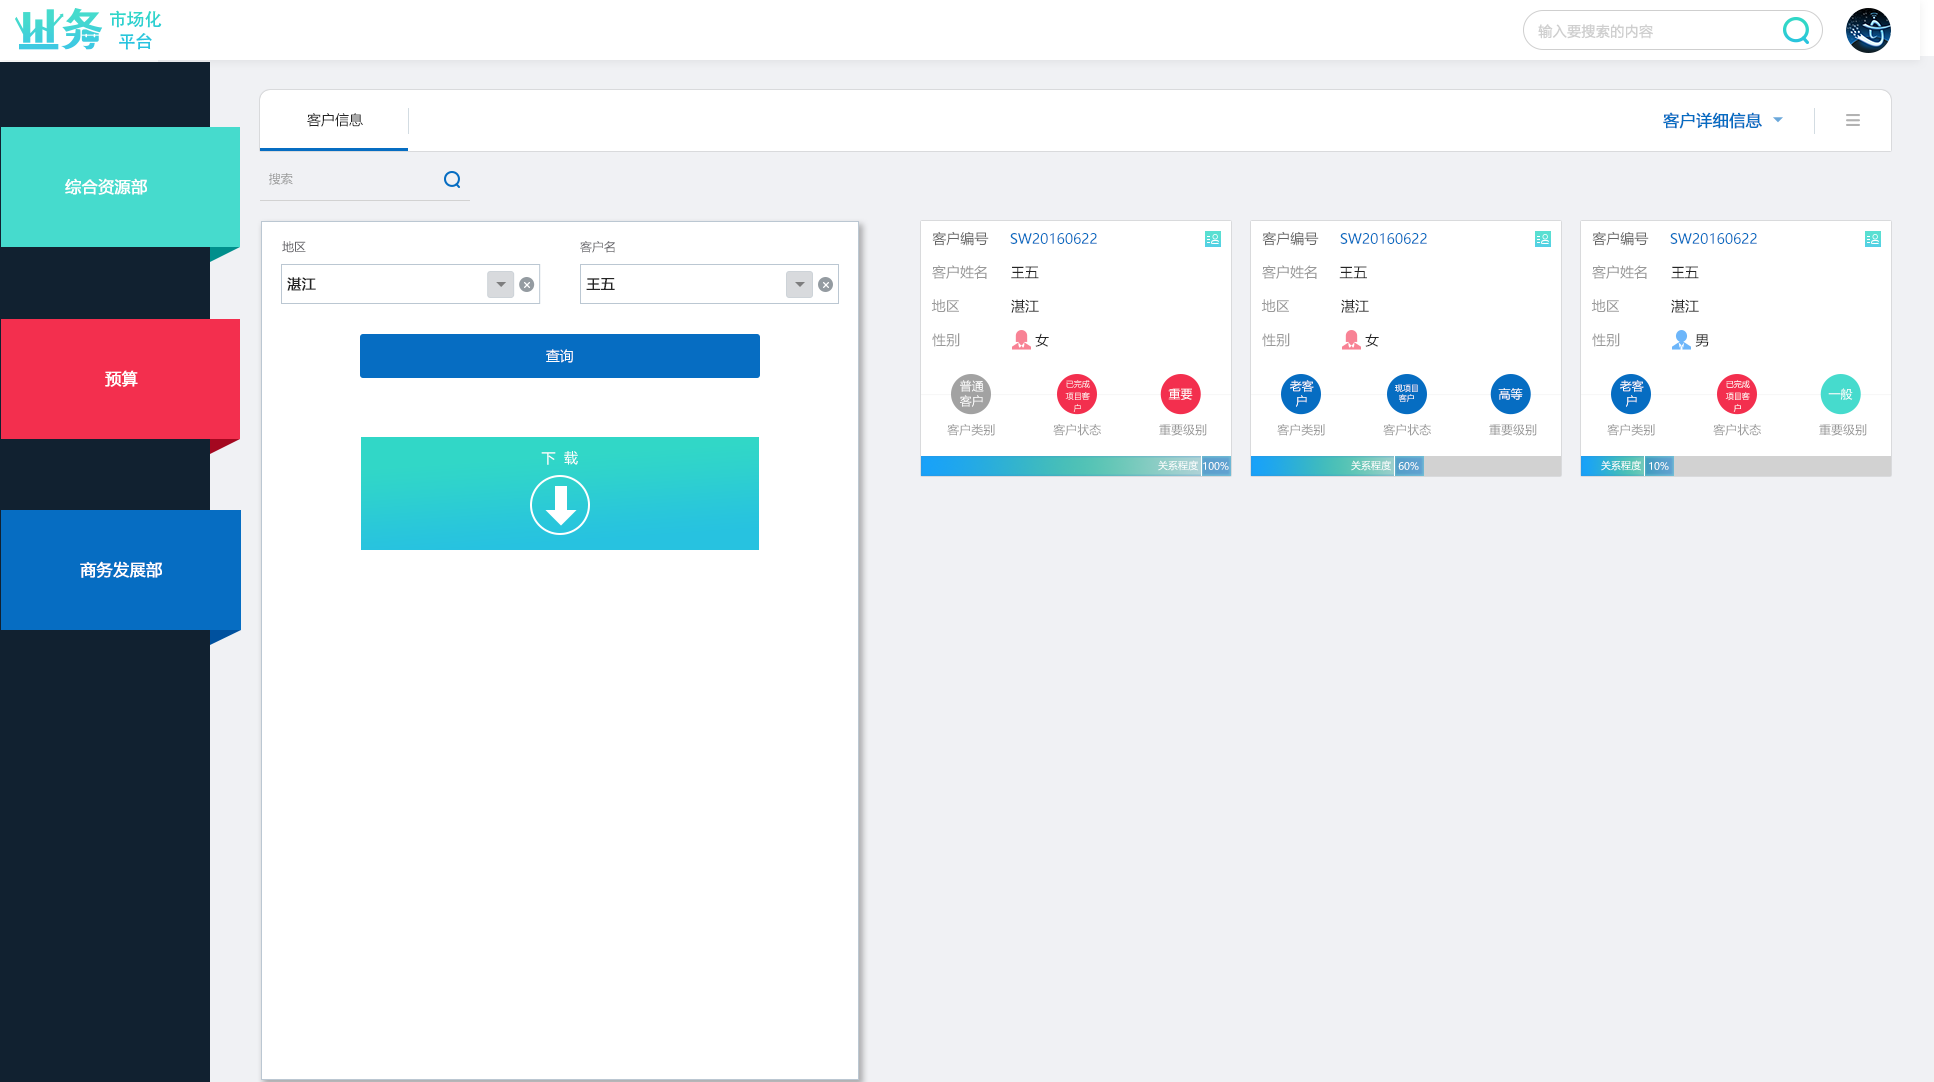 业务 市场化
平台
输入要搜索的内容
客户信息
客户详细信息
搜索
综合资源部
预算
商务发展部
地区
湛江
客户名
王五
查询
下 载
客户编号 SW20160622
客户姓名 王五
地区 湛江
性别 女
普通
客户
已完成
项目客
户
重要
客户类别 客户状态 重要级别
关系程度 100%
客户编号 SW20160622
客户姓名 王五
地区 湛江
性别 女
老客
户
现项目
客户
高等
客户类别 客户状态 重要级别
关系程度 60%
客户编号 SW20160622
客户姓名 王五
地区 湛江
性别 男
老客
户
已完成
项目客
户
一般
客户类别 客户状态 重要级别
关系程度 10%